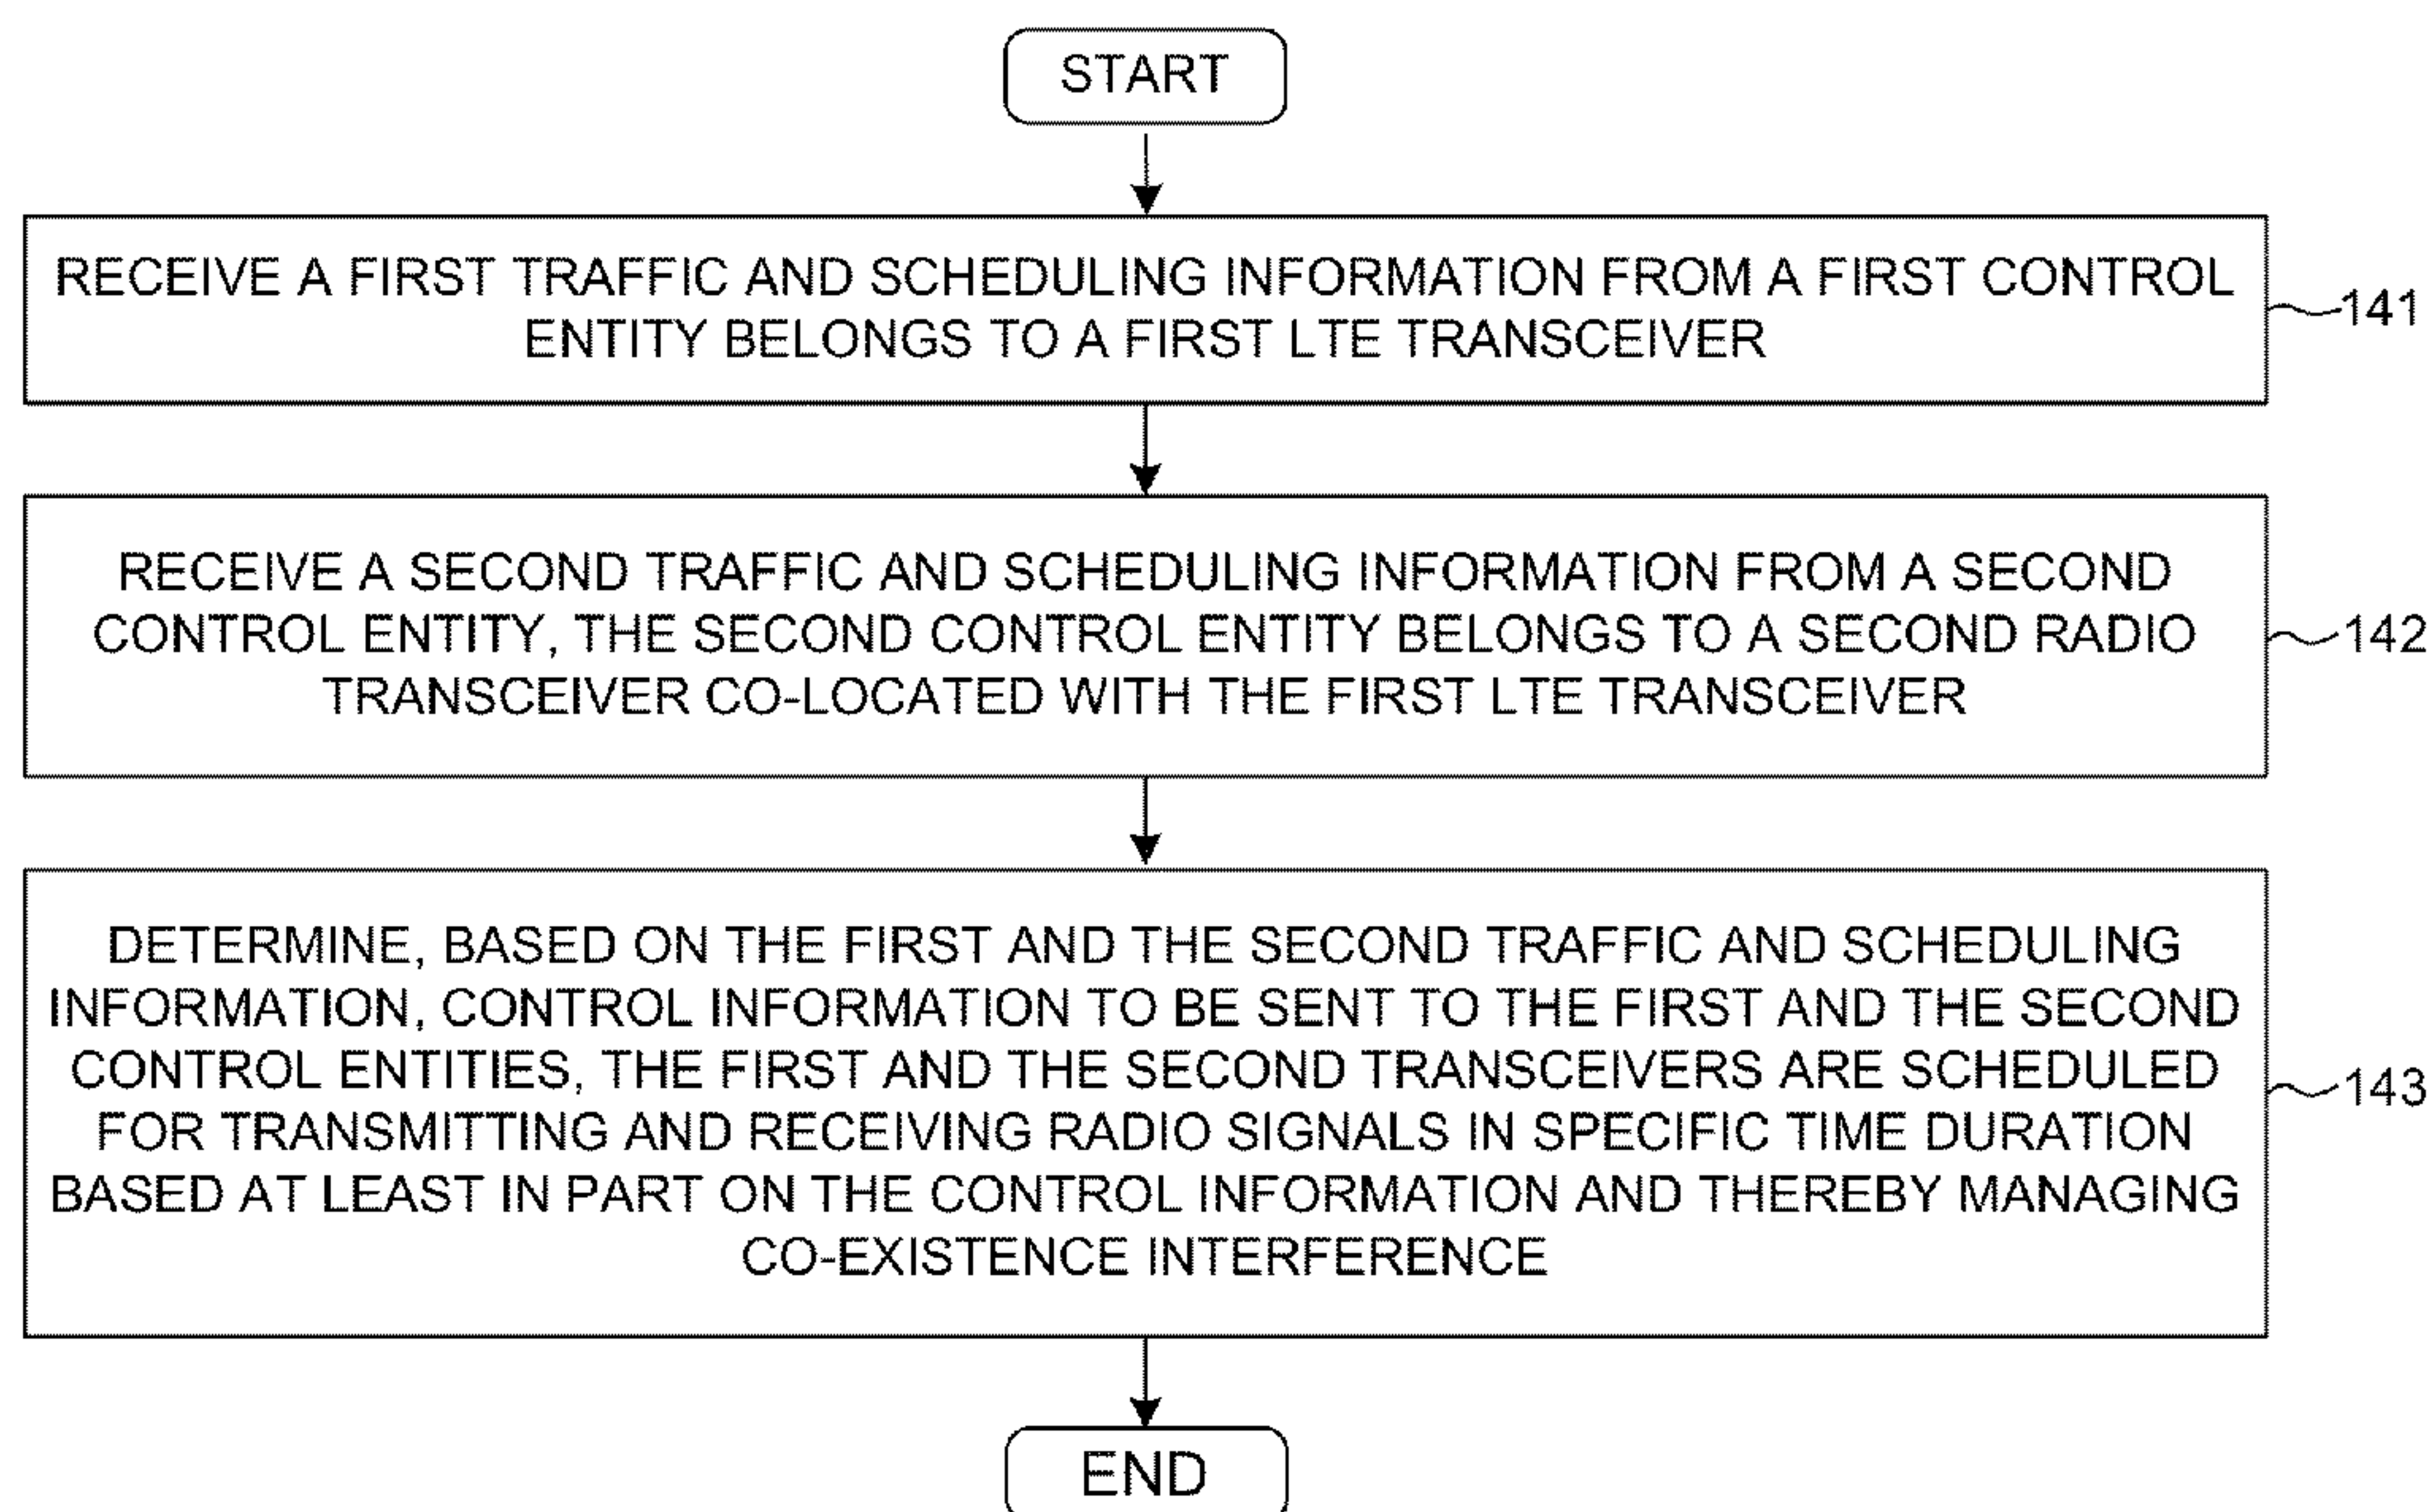 START
RECEIVE A FIRST TRAFFIC AND SCHEDULING INFORMATION FROM A FIRST CONTROL
ENTITY BELONGS TO A FIRST LTE TRANSCEIVER
141
RECEIVE A SECOND TRAFFIC AND SCHEDULING INFORMATION FROM A SECOND
CONTROL ENTITY, THE SECOND CONTROL ENTITY BELONGS TO A SECOND RADIO
TRANSCEIVER CO-LOCATED WITH THE FIRST LTE TRANSCEIVER
142
DETERMINE, BASED ON THE FIRST AND THE SECOND TRAFFIC AND SCHEDULING
INFORMATION, CONTROL INFORMATION TO BE SENT TO THE FIRST AND THE SECOND
CONTROL ENTITIES, THE FIRST AND THE SECOND TRANSCEIVERS ARE SCHEDULED
FOR TRANSMITTING AND RECEIVING RADIO SIGNALS IN SPECIFIC TIME DURATION
BASED AT LEAST IN PART ON THE CONTROL INFORMATION AND THEREBY MANAGING
CO-EXISTENCE INTERFERENCE
143
END